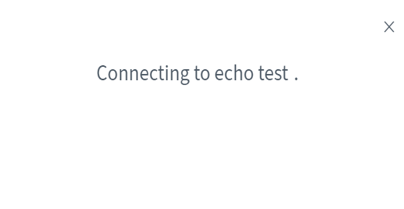 Connecting to echo test .